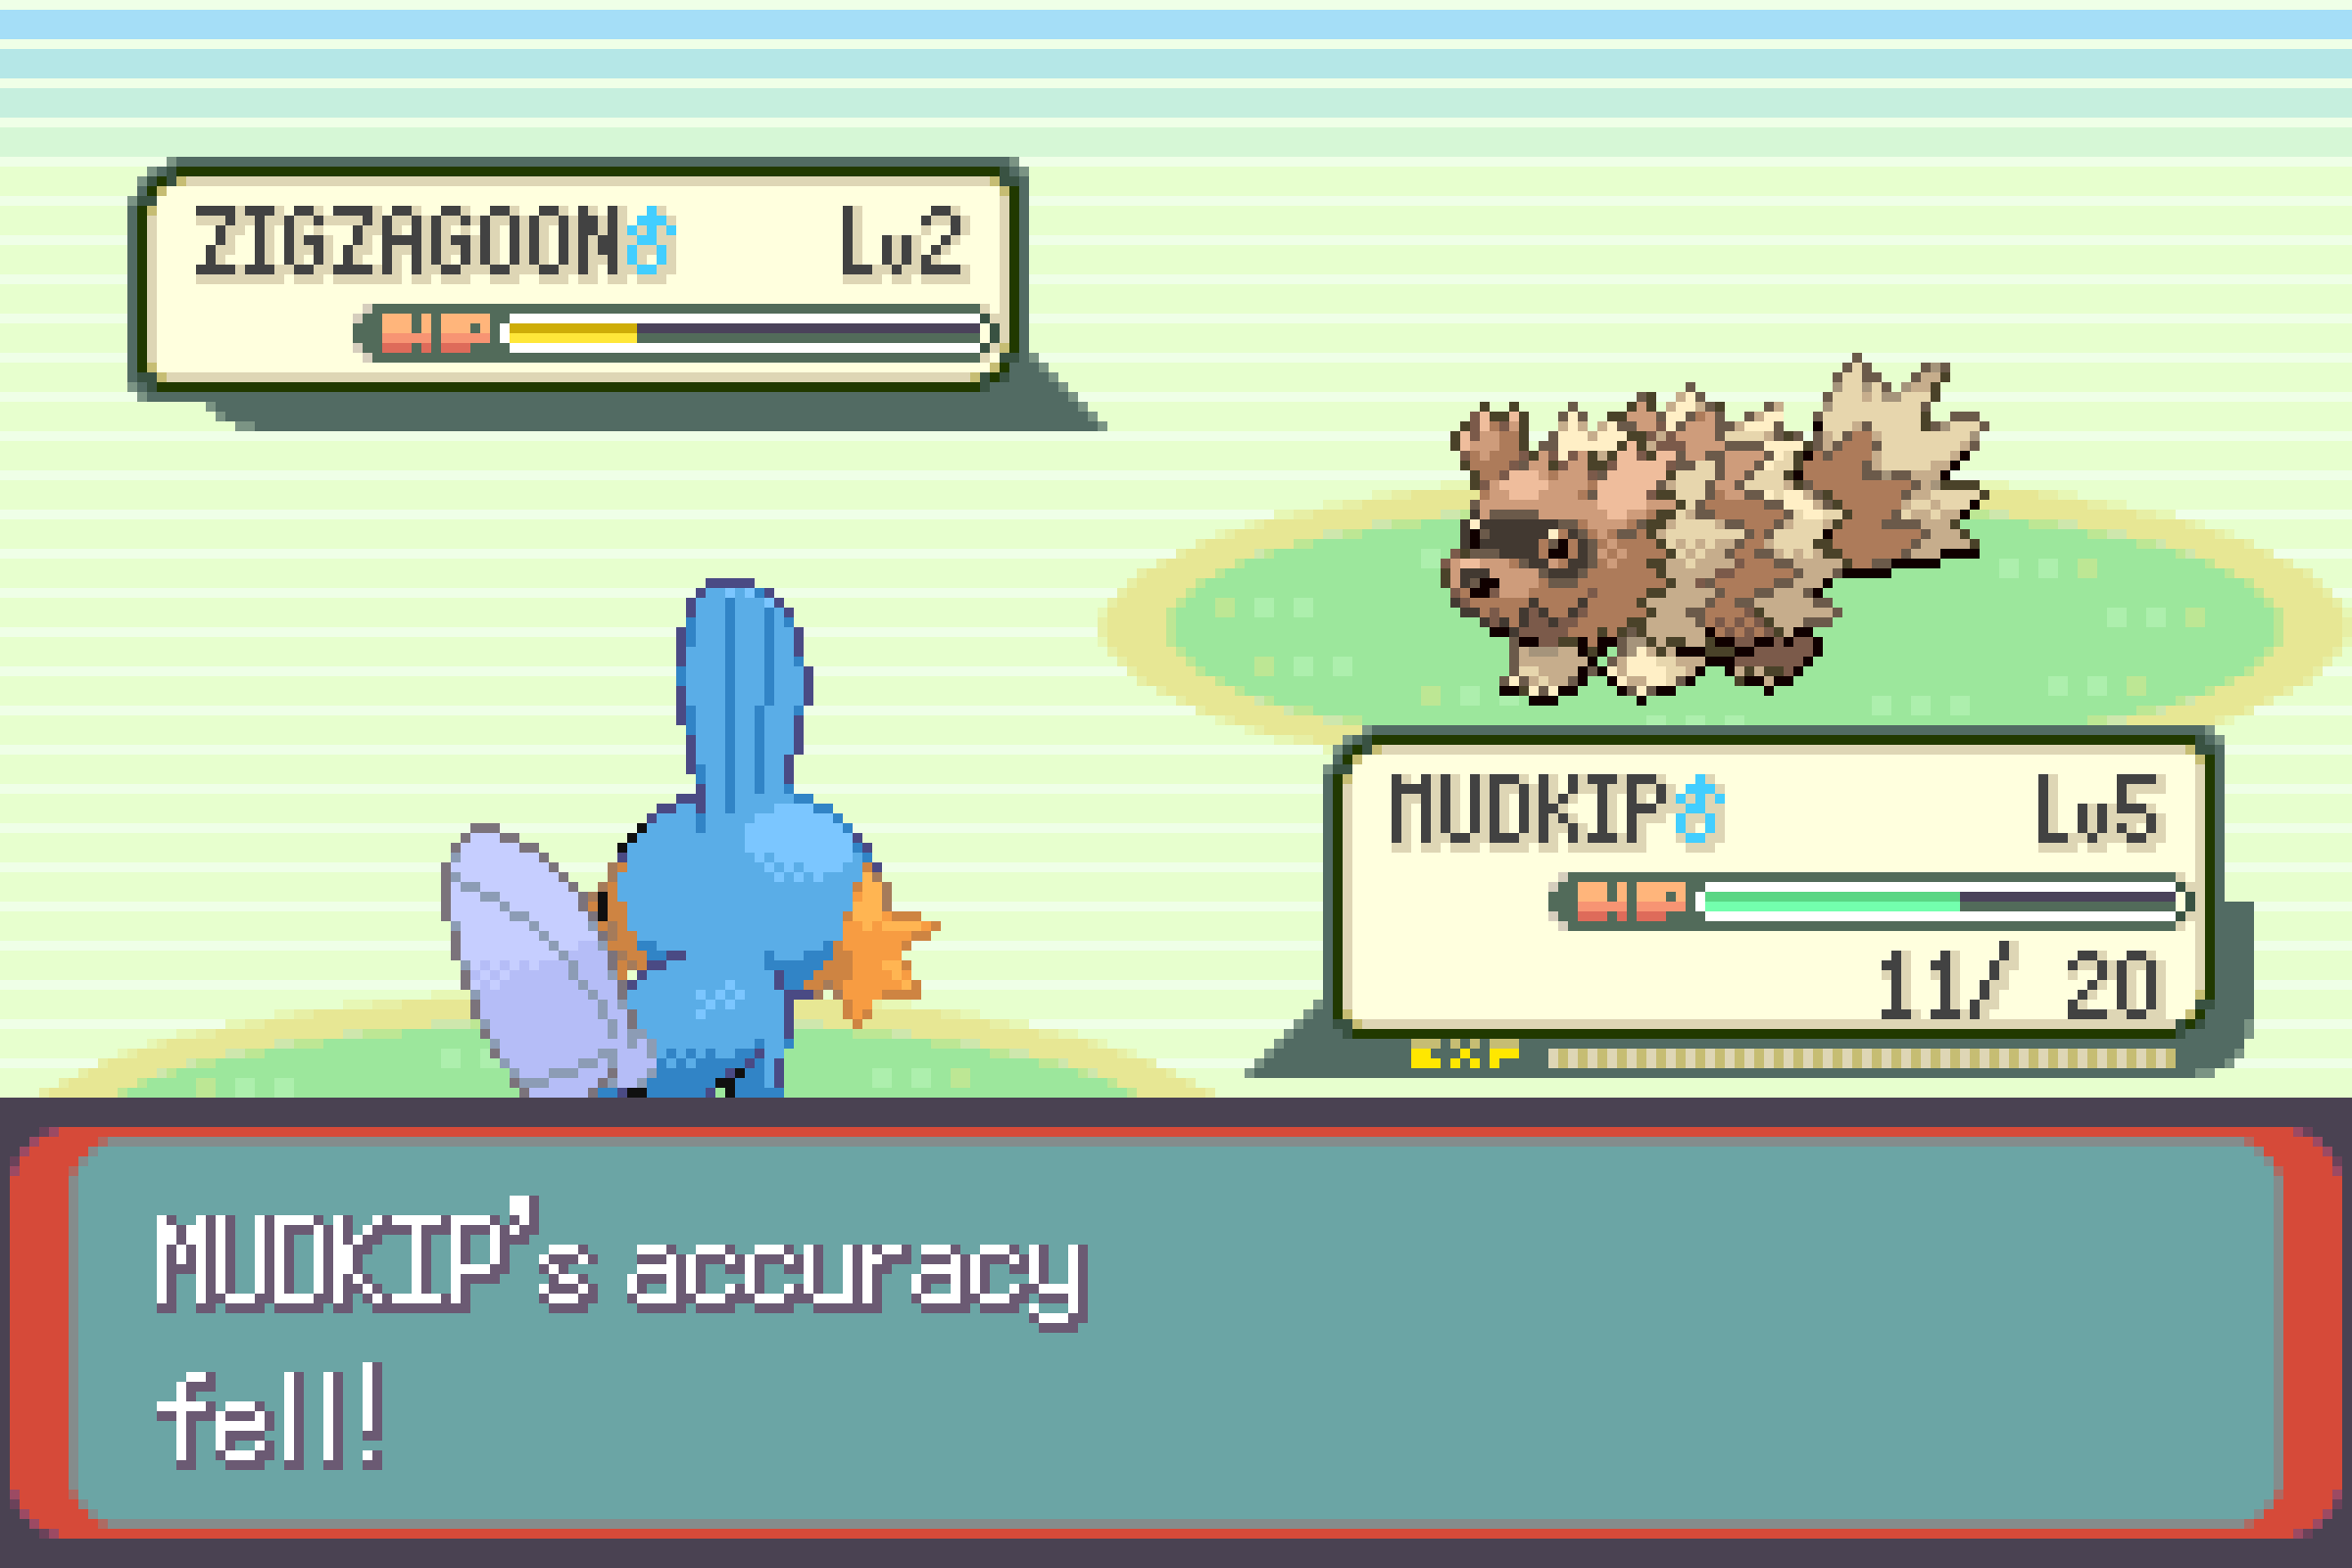 ZIGZAGOON♂ Lv2
HP
MUDKIP♂ Lv5
HP
11/ 20
EXP
MUDKIP's accuracy
fell!